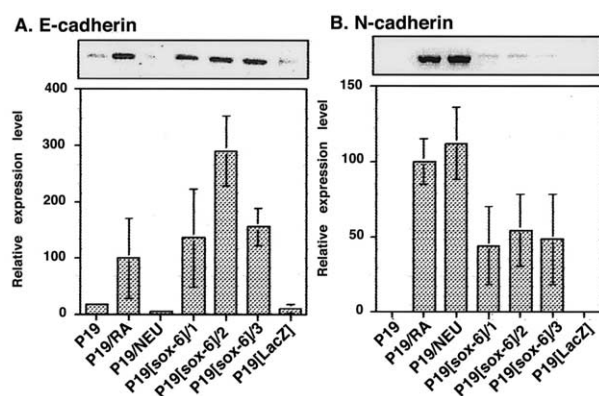 A. E-cadherin
Relative expression level
400
300
200
100
0
P19
P19/RA
P19/NEU
P19[sox-6]/1
P19[sox-6]/2
P19[sox-6]/3
P19[LacZ]
B. N-cadherin
Relative expression level
150
100
50
0
P19
P19/RA
P19/NEU
P19[sox-6]/1
P19[sox-6]/2
P19[sox-6]/3
P19[LacZ]